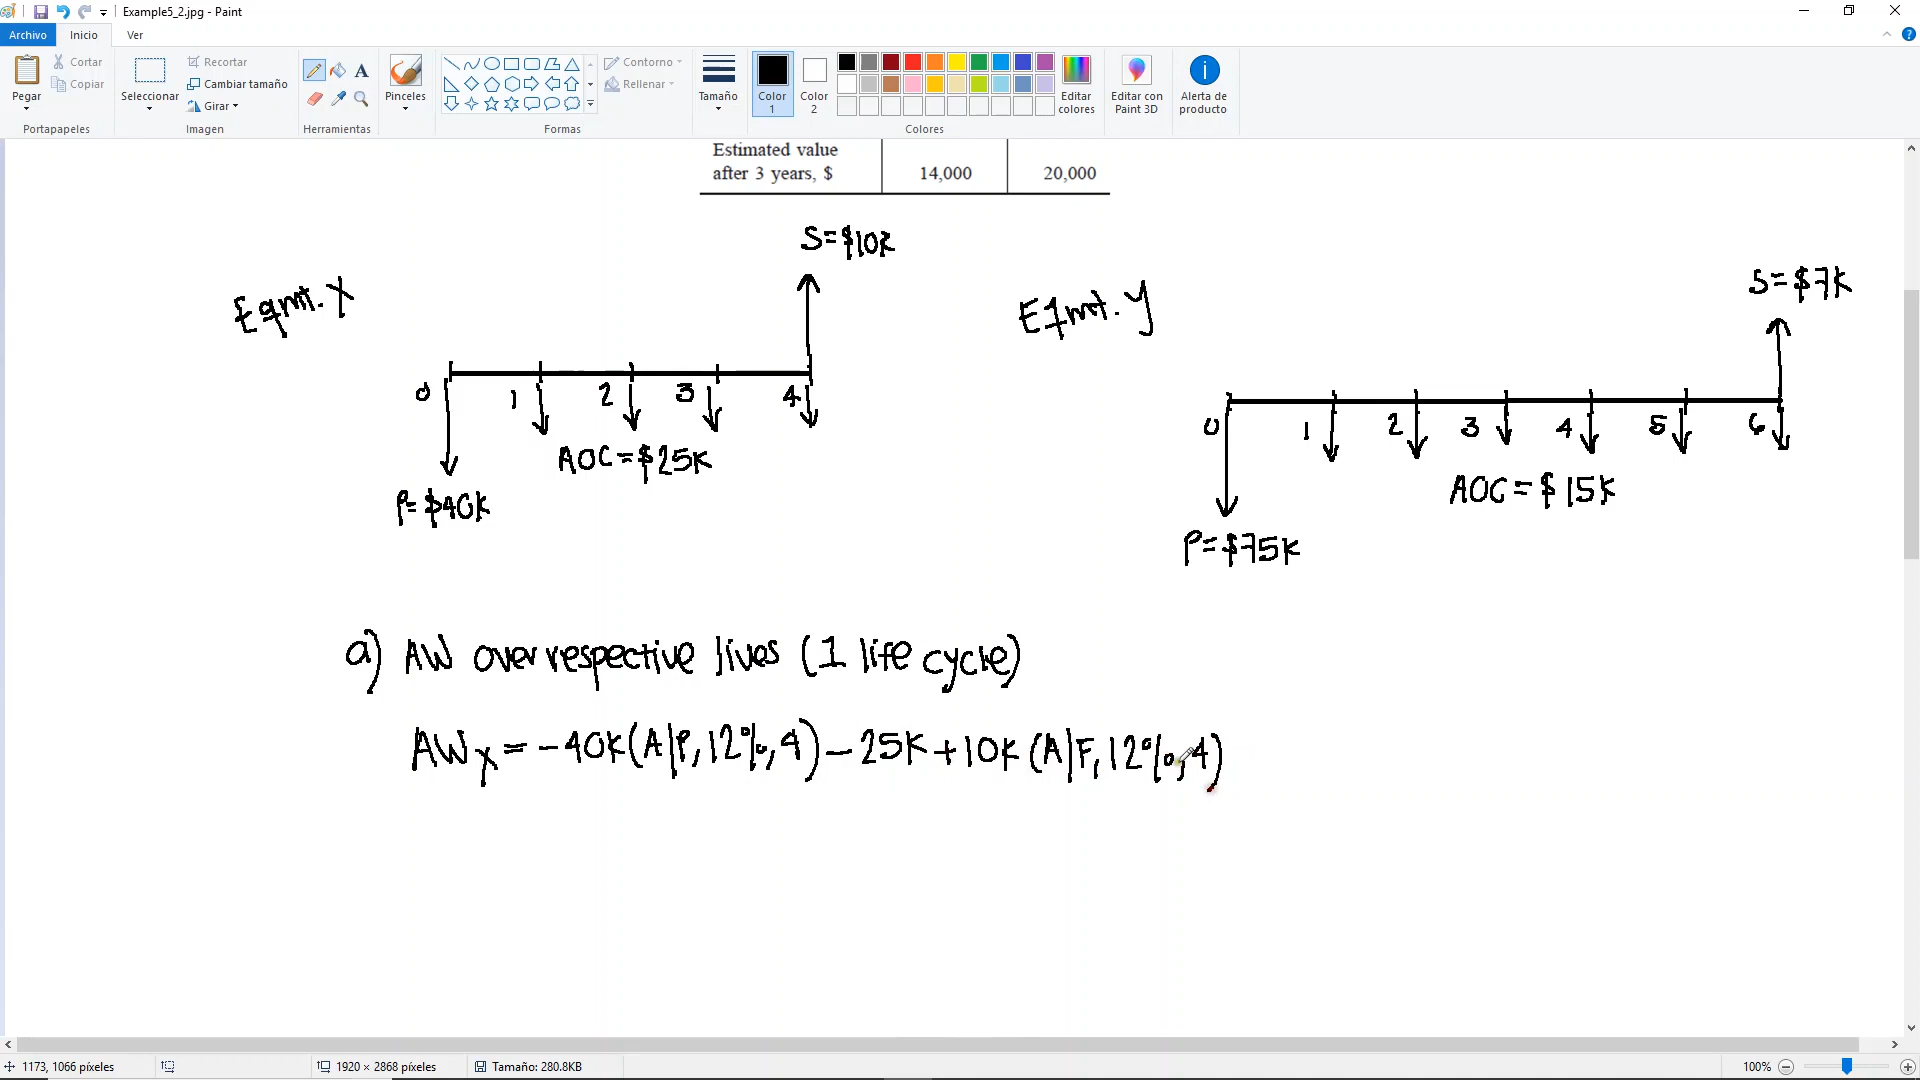 Example5_2.jpg - Paint
Archivo Inicio Ver
Pegar
Cortar
Copiar
Portapapeles
Seleccionar
Recortar
Cambiar tamaño
Girar
Imagen
A
Herramientas
Pinceles
Contorno
Rellenar
Formas
Tamaño
Color 1
Color 2
Editar colores
Colores
Editar con Paint 3D
Alerta de producto
Estimated value
after 3 years, $ 14,000 20,000
S=$10K
Eqmt. X
0 1 2 3 4
AOC=$25K
P=$40K
S=$7K
Eqmt. Y
0 1 2 3 4 5 6
AOC=$15K
P=$75K
a) AW over respective lives (1 life cycle)
AWX = -40K(A|P,12%,4) - 25K + 10K (A|F,12%,4)
1173, 1066 píxeles 1920 × 2868 píxeles Tamaño: 280.8KB 100%